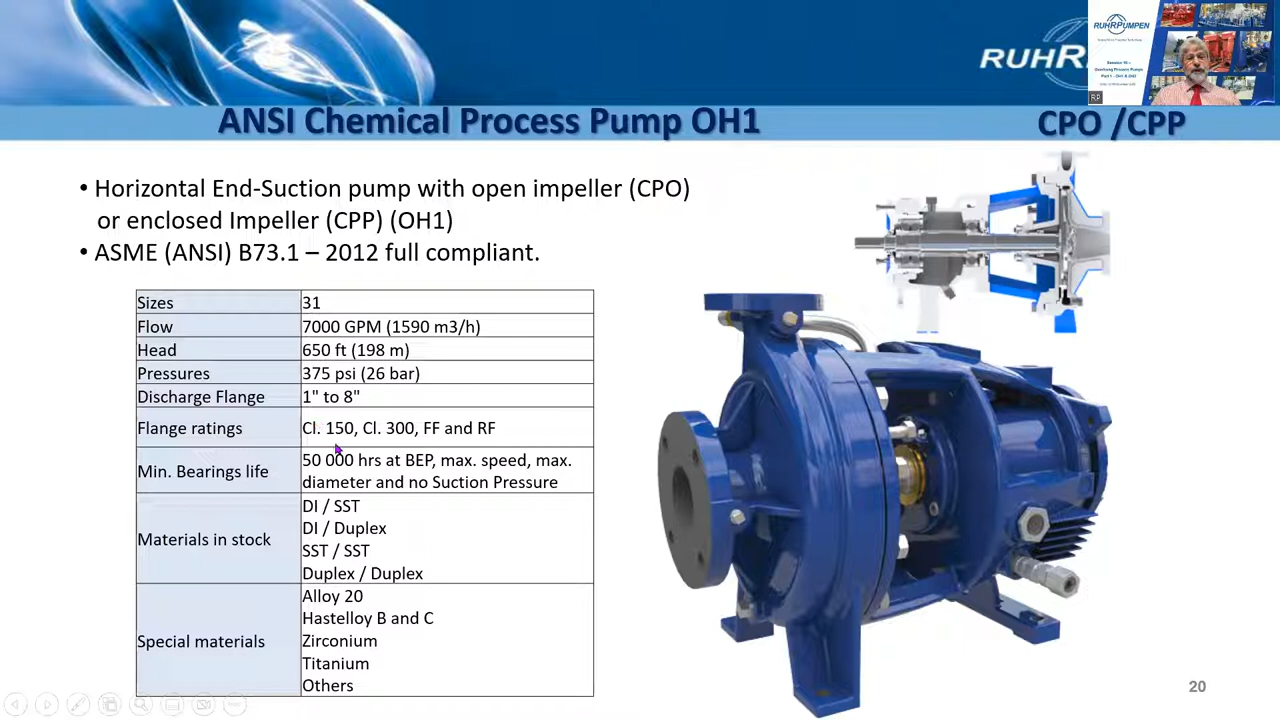 RUHRPUMPEN
ANSI Chemical Process Pump OH1
CPO /CPP
• Horizontal End-Suction pump with open impeller (CPO)
or enclosed Impeller (CPP) (OH1)
• ASME (ANSI) B73.1 – 2012 full compliant.
Sizes 31
Flow 7000 GPM (1590 m3/h)
Head 650 ft (198 m)
Pressures 375 psi (26 bar)
Discharge Flange 1" to 8"
Flange ratings Cl. 150, Cl. 300, FF and RF
Min. Bearings life 50 000 hrs at BEP, max. speed, max.
diameter and no Suction Pressure
Materials in stock
DI / SST
DI / Duplex
SST / SST
Duplex / Duplex
Special materials
Alloy 20
Hastelloy B and C
Zirconium
Titanium
Others
20
RP